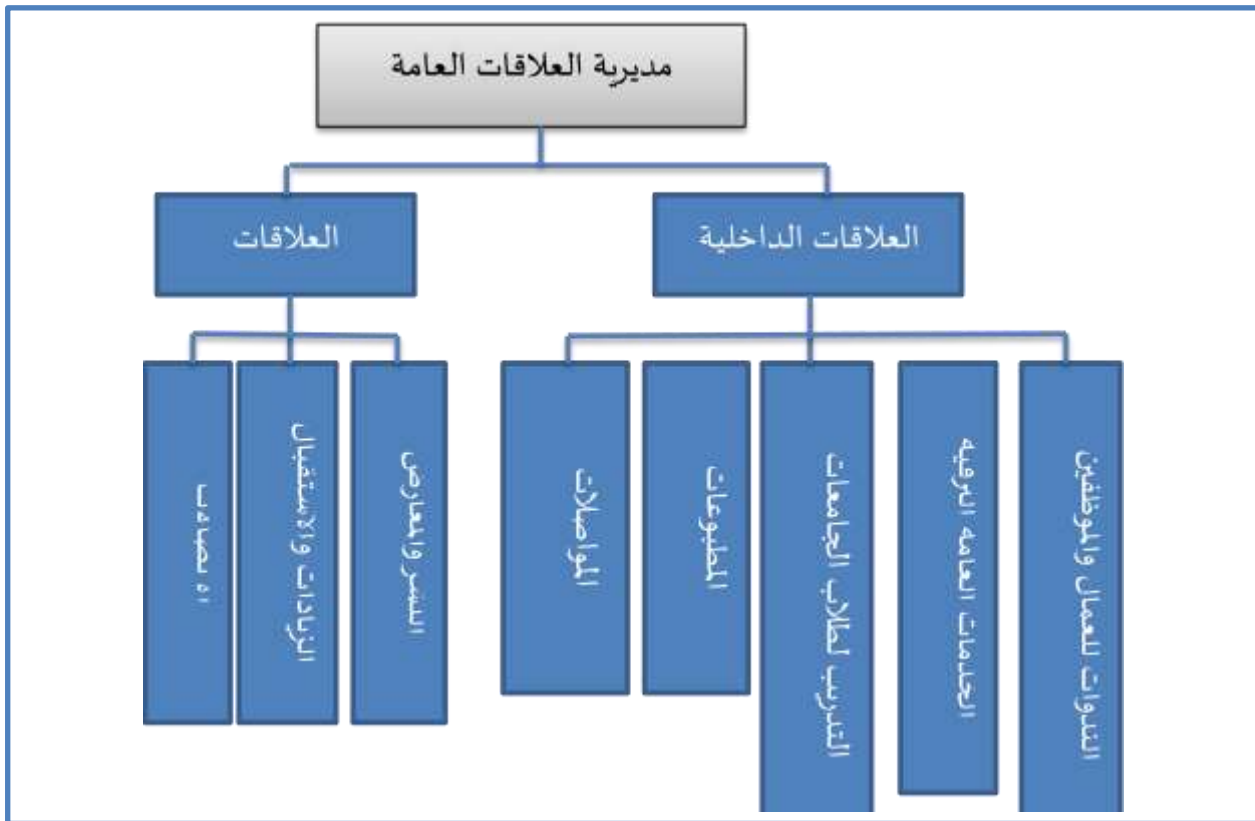 مديرية العلاقات العامة
العلاقات الداخلية
العلاقات
الندوات للعمال والموظفين
الخدمات العامه الترفيه
التدريب لطلاب الجامعات
المطبوعات
المواصلات
النشر والمعارض
الزيادات والاستقبال